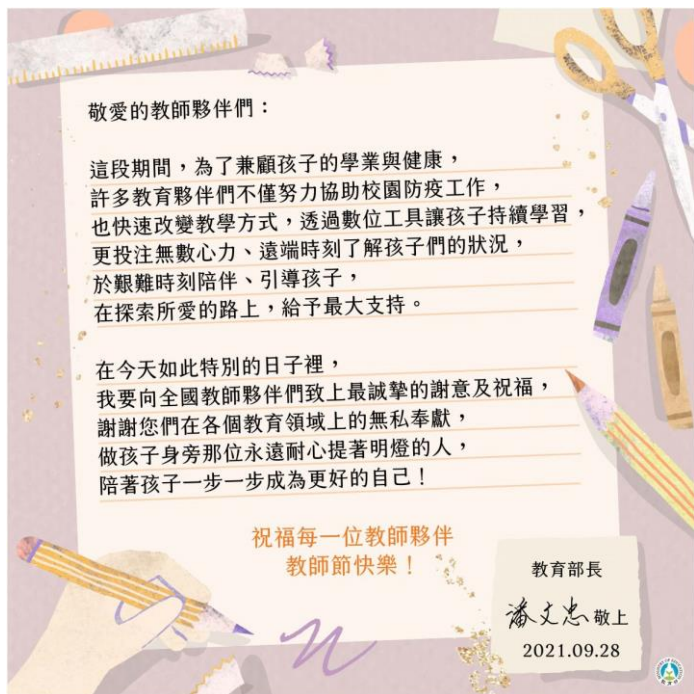 敬愛的教師夥伴們：
這段期間，為了兼顧孩子的學業與健康，
許多教育夥伴們不僅努力協助校園防疫工作，
也快速改變教學方式，透過數位工具讓孩子持續學習，
更投注無數心力、遠端時刻了解孩子們的狀況，
於艱難時刻陪伴、引導孩子，
在探索所愛的路上，給予最大支持。
在今天如此特別的日子裡，
我要向全國教師夥伴們致上最誠摯的謝意及祝福，
謝謝您們在各個教育領域上的無私奉獻，
做孩子身旁那位永遠耐心提著明燈的人，
陪著孩子一步一步成為更好的自己！
祝福每一位教師夥伴
教師節快樂！
教育部長
潘文忠 敬上
2021.09.28